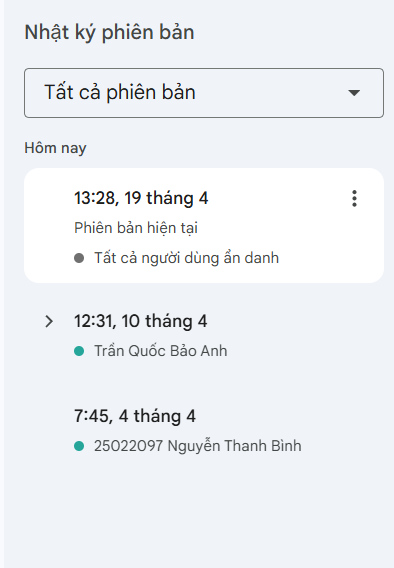 Nhật ký phiên bản
Tất cả phiên bản
Hôm nay
13:28, 19 tháng 4
Phiên bản hiện tại
Tất cả người dùng ẩn danh
12:31, 10 tháng 4
Trần Quốc Bảo Anh
7:45, 4 tháng 4
25022097 Nguyễn Thanh Bình